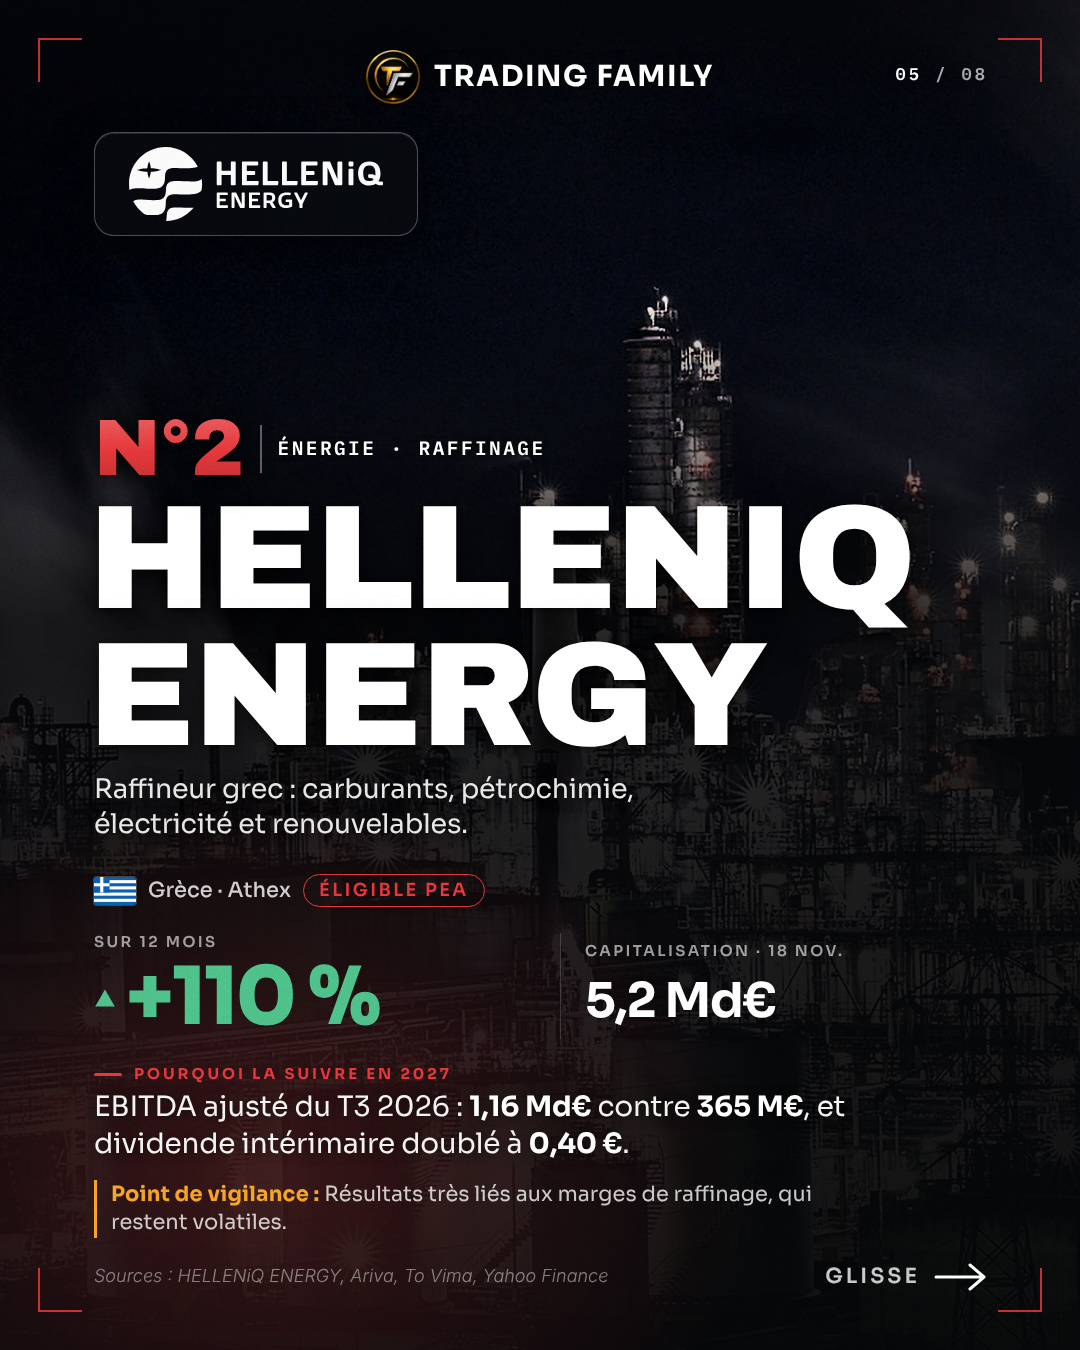 TRADING FAMILY
05 / 08
HELLENiQ
ENERGY
N°2
ÉNERGIE · RAFFINAGE
HELLENIQ
ENERGY
Raffineur grec : carburants, pétrochimie,
électricité et renouvelables.
Grèce · Athex
ÉLIGIBLE PEA
SUR 12 MOIS
▲ +110 %
CAPITALISATION · 18 NOV.
5,2 Md€
POURQUOI LA SUIVRE EN 2027
EBITDA ajusté du T3 2026 : 1,16 Md€ contre 365 M€, et
dividende intérimaire doublé à 0,40 €.
Point de vigilance : Résultats très liés aux marges de raffinage, qui
restent volatiles.
Sources : HELLENiQ ENERGY, Ariva, To Vima, Yahoo Finance
GLISSE →